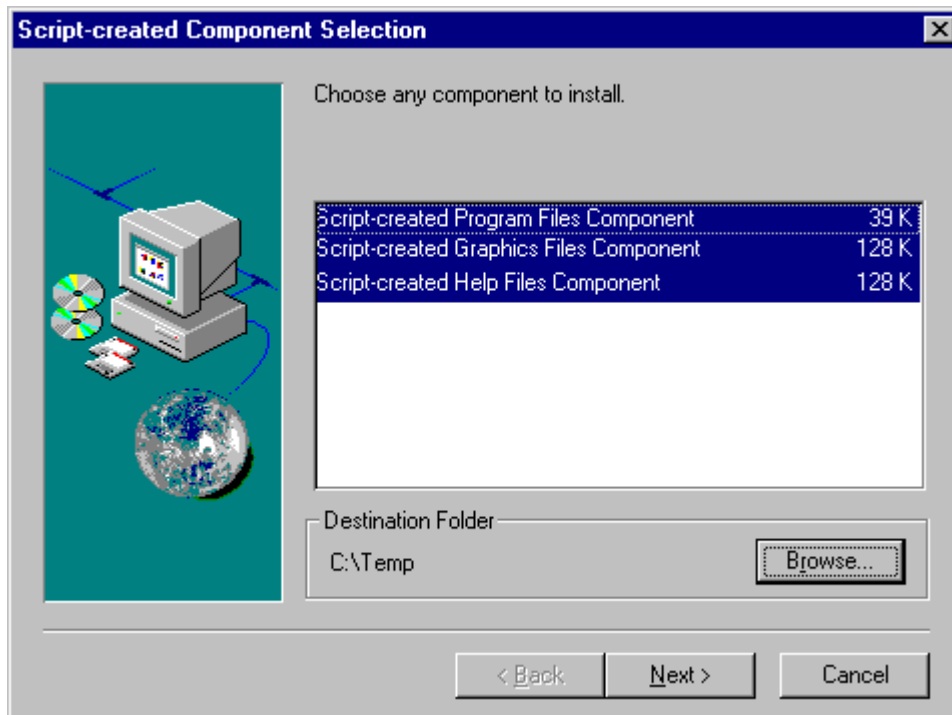 Script-created Component Selection
Choose any component to install.
Script-created Program Files Component 39 K
Script-created Graphics Files Component 128 K
Script-created Help Files Component 128 K
Destination Folder
C:\Temp
Browse...
< Back
Next >
Cancel